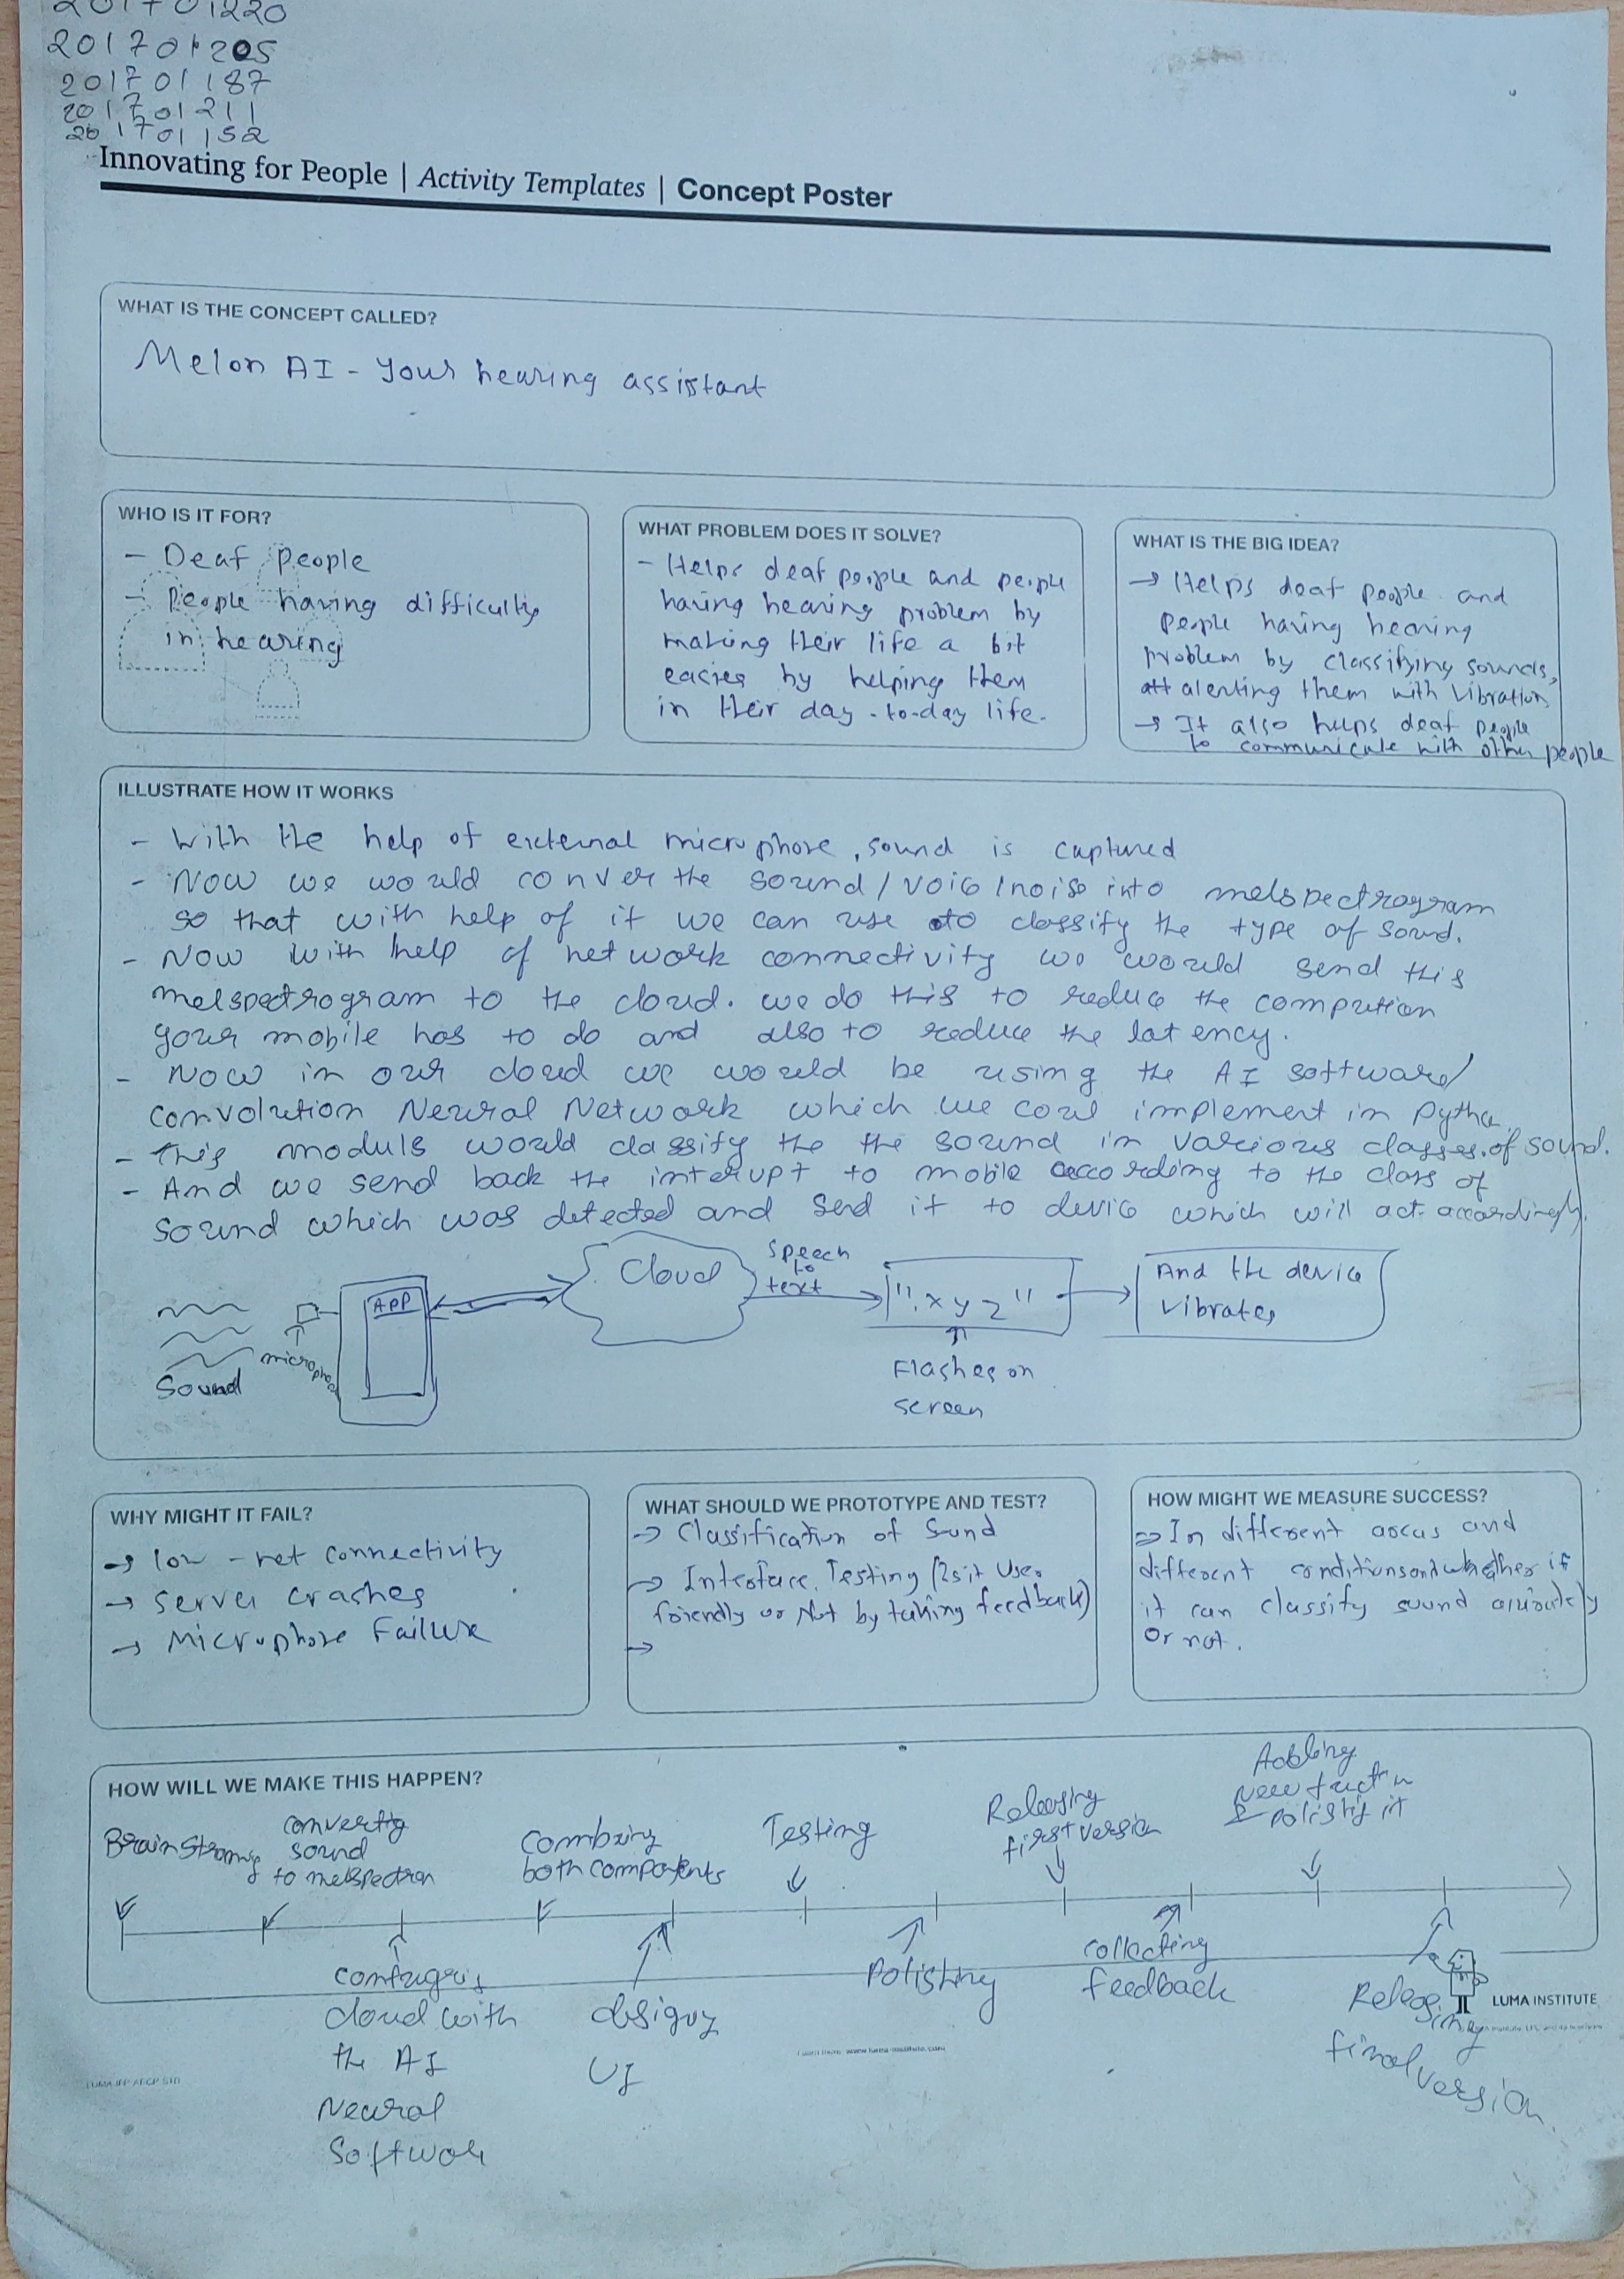 201701220
201701205
201701187
201701211
201701152
Innovating for People | Activity Templates | Concept Poster
WHAT IS THE CONCEPT CALLED?
Melon AI - Your hearing assistant
WHO IS IT FOR?
- Deaf people
- People having difficulty
in hearing
WHAT PROBLEM DOES IT SOLVE?
- Helps deaf people and people
having hearing problem by
making their life a bit
easier by helping them
in their day-to-day life.
WHAT IS THE BIG IDEA?
→ Helps deaf people and
people having hearing
problem by classifying sounds,
alerting them with vibration
→ It also helps deaf people
to communicate with other people
ILLUSTRATE HOW IT WORKS
- With the help of external microphone, sound is captured
- Now we would conver the sound/voice/noise into melspectrogram
so that with help of it we can use to classify the type of sound.
- Now with help of network connectivity we would send this
melspectrogram to the cloud. we do this to reduce the compution
your mobile has to do and also to reduce the latency.
- Now in our cloud we would be using the AI software/
convolution Neural Network which we coul implement in pytho
- This module would classify the the sound in various classes of sound.
- And we send back the interupt to mobile according to the class of
sound which was detected and send it to device which will act accordingly.
Sound
microphone
APP
Cloud
Speech
to
text
"xyz"
Flashes on
screen
And the device
vibrates
WHY MIGHT IT FAIL?
→ low - net connectivity
→ Server crashes
→ Microphone Failure
WHAT SHOULD WE PROTOTYPE AND TEST?
→ Classification of Sound
→ Interface Testing (Is it user
friendly or Not by taking feedback)
→
HOW MIGHT WE MEASURE SUCCESS?
⇒ In different areas and
different conditions and whether if
it can classify sound accurately
or not.
HOW WILL WE MAKE THIS HAPPEN?
Brain Stroming
converting
sound
to melspectron
configuring
cloud with
the AI
Neural
Software
Combining
both components
UI
Testing
Polishing
Releasing
first version
collecting
feedback
Adding
& polishing it
Releasing
final version
LUMA INSTITUTE